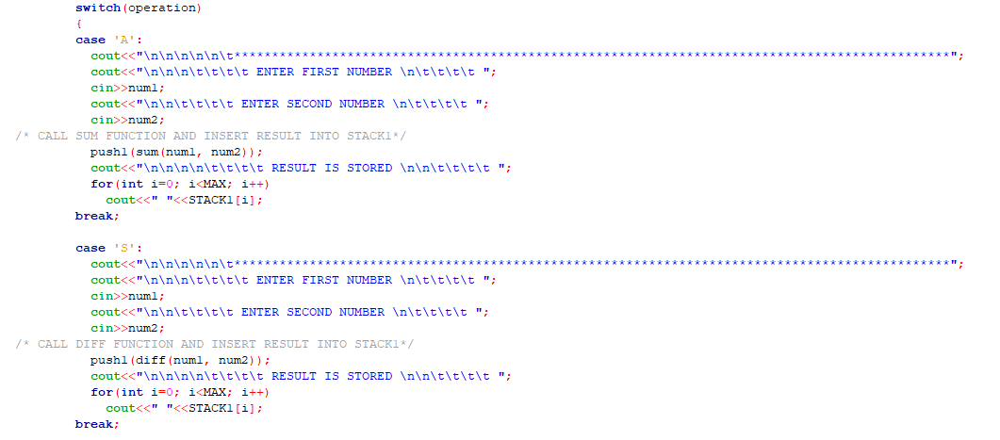 switch(operation)
{
case 'A':
cout<<"\n\n\n\n\n\t***********************************************************************************************";
cout<<"\n\n\n\t\t\t\t ENTER FIRST NUMBER \n\t\t\t\t ";
cin>>num1;
cout<<"\n\n\t\t\t\t ENTER SECOND NUMBER \n\t\t\t\t ";
cin>>num2;
/* CALL SUM FUNCTION AND INSERT RESULT INTO STACK1*/
push1(sum(num1, num2));
cout<<"\n\n\n\n\t\t\t\t RESULT IS STORED \n\n\t\t\t\t ";
for(int i=0; i<MAX; i++)
cout<<" "<<STACK1[i];
break;
case 'S':
cout<<"\n\n\n\n\n\t***********************************************************************************************";
cout<<"\n\n\n\t\t\t\t ENTER FIRST NUMBER \n\t\t\t\t ";
cin>>num1;
cout<<"\n\n\t\t\t\t ENTER SECOND NUMBER \n\t\t\t\t ";
cin>>num2;
/* CALL DIFF FUNCTION AND INSERT RESULT INTO STACK1*/
push1(diff(num1, num2));
cout<<"\n\n\n\n\t\t\t\t RESULT IS STORED \n\n\t\t\t\t ";
for(int i=0; i<MAX; i++)
cout<<" "<<STACK1[i];
break;